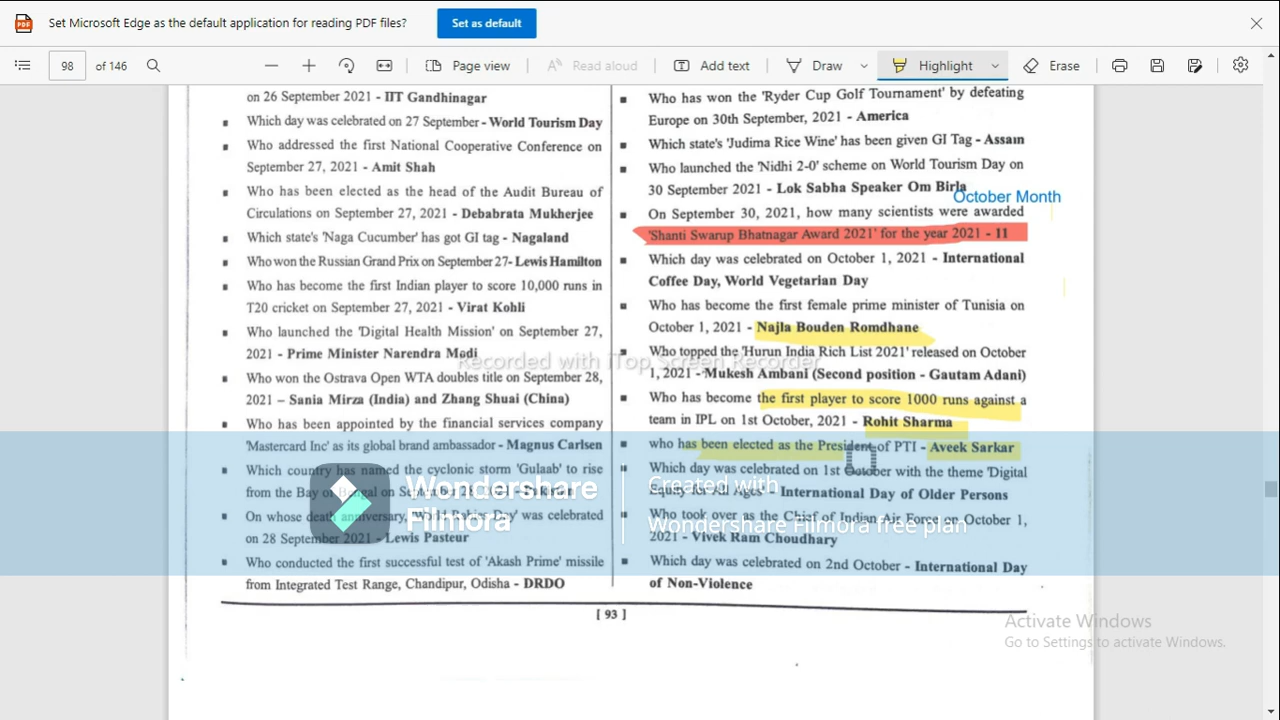 Set Microsoft Edge as the default application for reading PDF files?
Set as default
98 of 146
Page view
Read aloud
Add text
Draw
Highlight
Erase
on 26 September 2021 - IIT Gandhinagar
Which day was celebrated on 27 September - World Tourism Day
Who addressed the first National Cooperative Conference on
September 27, 2021 - Amit Shah
Who has been elected as the head of the Audit Bureau of
Circulations on September 27, 2021 - Debabrata Mukherjee
Which state's 'Naga Cucumber' has got GI tag - Nagaland
Who won the Russian Grand Prix on September 27- Lewis Hamilton
Who has become the first Indian player to score 10,000 runs in
T20 cricket on September 27, 2021 - Virat Kohli
Who launched the 'Digital Health Mission' on September 27,
2021 - Prime Minister Narendra Modi
Who won the Ostrava Open WTA doubles title on September 28,
2021 – Sania Mirza (India) and Zhang Shuai (China)
Who has been appointed by the financial services company
'Mastercard Inc' as its global brand ambassador - Magnus Carlsen
Which country has named the cyclonic storm 'Gulaab' to rise
from the Bay of Bengal on September
On whose death anniversary, was celebrated
on 28 September 2021 - Lewis Pasteur
Who conducted the first successful test of 'Akash Prime' missile
from Integrated Test Range, Chandipur, Odisha - DRDO
Who has won the 'Ryder Cup Golf Tournament' by defeating
Europe on 30th September, 2021 - America
Which state's 'Judima Rice Wine' has been given GI Tag - Assam
Who launched the 'Nidhi 2-0' scheme on World Tourism Day on
30 September 2021 - Lok Sabha Speaker Om Birla
October Month
On September 30, 2021, how many scientists were awarded
'Shanti Swarup Bhatnagar Award 2021' for the year 2021 - 11
Which day was celebrated on October 1, 2021 - International
Coffee Day, World Vegetarian Day
Who has become the first female prime minister of Tunisia on
October 1, 2021 - Najla Bouden Romdhane
Who topped the 'Hurun India Rich List 2021' released on October
1, 2021 - Mukesh Ambani (Second position - Gautam Adani)
Who has become the first player to score 1000 runs against a
team in IPL on 1st October, 2021 - Rohit Sharma
who has been elected as the President of PTI - Aveek Sarkar
Which day was celebrated on 1st October with the theme 'Digital
Equity for All Ages' - International Day of Older Persons
Who took over as the Chief of Indian Air Force on October 1,
2021 - Vivek Ram Choudhary
Which day was celebrated on 2nd October - International Day
of Non-Violence
[ 93 ]
Recorded with iTop Screen Recorder
Wondershare
Filmora
Created with
Wondershare Filmora free plan
Activate Windows
Go to Settings to activate Windows.